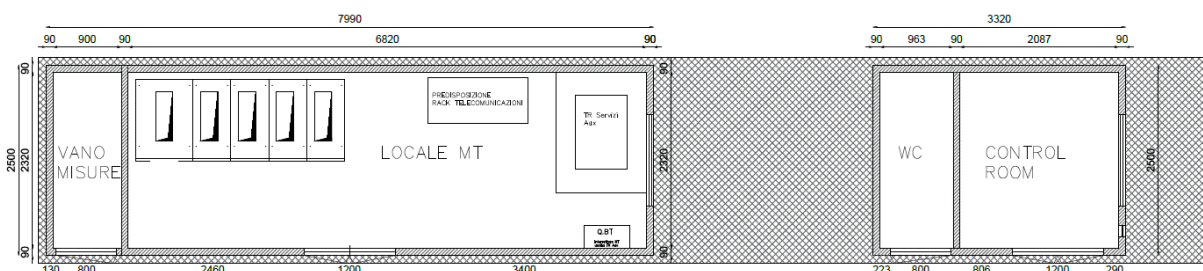 7990
3320
90 900 90 6820 90
90 963 90 2087 90
90
90
PREDISPOSIZIONE
RACK TELECOMUNICAZIONI
TR Servizi
Aux
2500
2320
VANO
MISURE
LOCALE MT
2320
WC
CONTROL
ROOM
2500
Q.BT
90
90
130 800 2460 1200 3400
223 800 806 1200 290